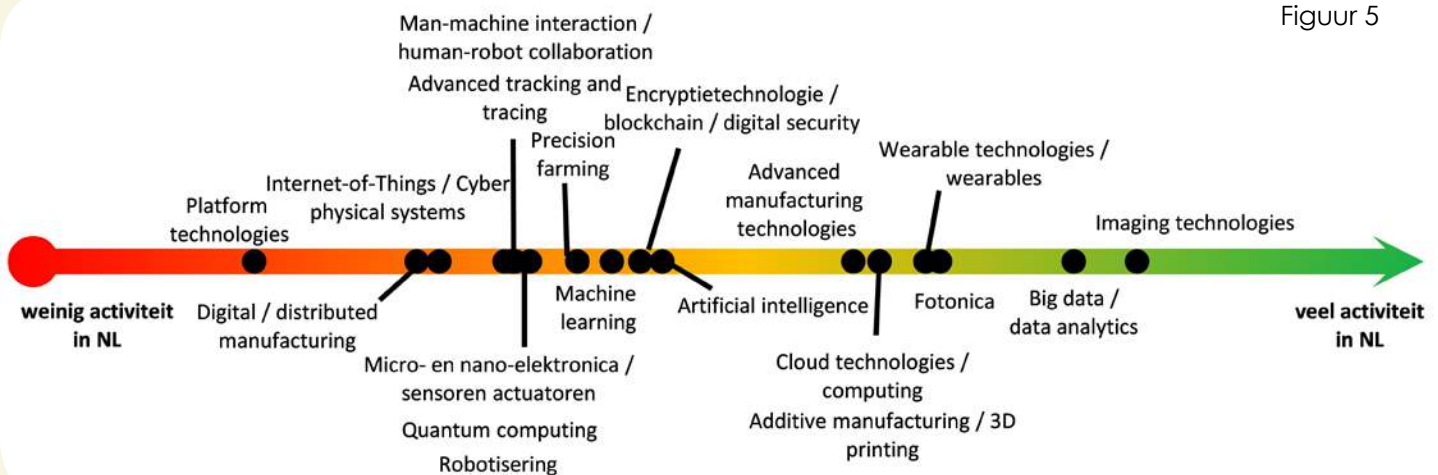 Figuur 5
Man-machine interaction /
human-robot collaboration
Advanced tracking and
tracing
Encryptietechnologie /
blockchain / digital security
Precision
farming
Wearable technologies /
wearables
Advanced
manufacturing
technologies
Internet-of-Things / Cyber
physical systems
Platform
technologies
Imaging technologies
weinig activiteit
in NL
Digital / distributed
manufacturing
Machine
learning
Artificial intelligence
Fotonica
Big data /
data analytics
veel activiteit
in NL
Micro- en nano-elektronica /
sensoren actuatoren
Quantum computing
Robotisering
Cloud technologies /
computing
Additive manufacturing / 3D
printing